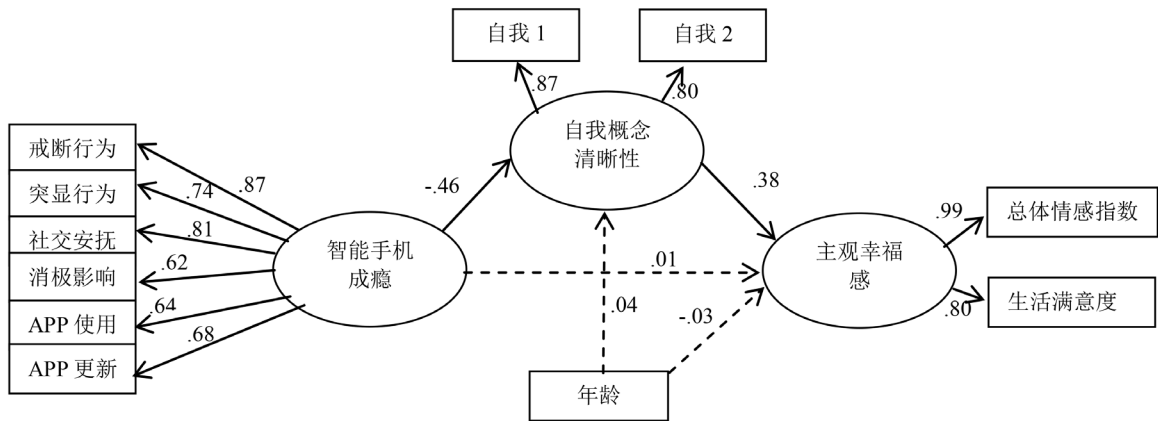 自我 1
自我 2
.87
.80
自我概念
清晰性
戒断行为
突显行为
社交安抚
消极影响
APP 使用
APP 更新
.87
.74
.81
.62
.64
.68
智能手机
成瘾
-.46
.38
.01
.04
-.03
主观幸福
感
.99
.80
总体情感指数
生活满意度
年龄